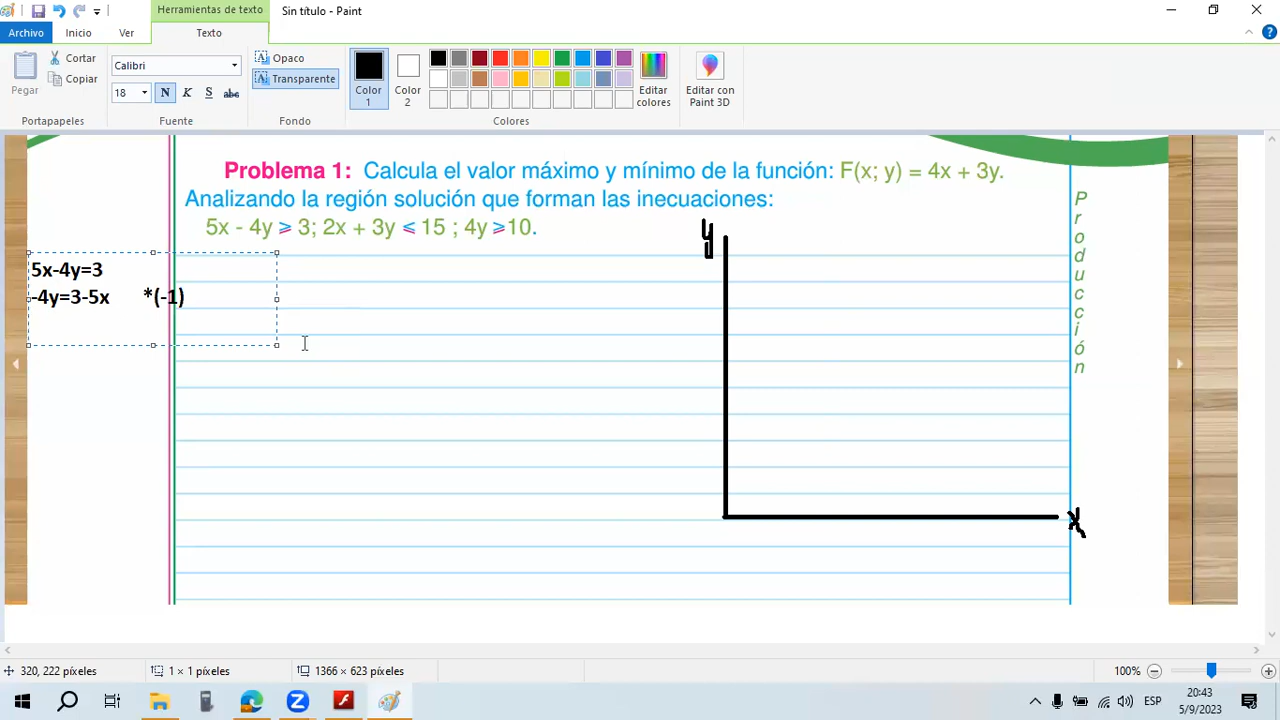 Herramientas de texto
Sin título - Paint
Archivo
Inicio
Ver
Texto
Pegar
Cortar
Copiar
Portapapeles
Calibri
18
N K S abc
Fuente
Opaco
Transparente
Fondo
Color 1
Color 2
Editar colores
Colores
Editar con Paint 3D
Problema 1: Calcula el valor máximo y mínimo de la función: F(x; y) = 4x + 3y.
Analizando la región solución que forman las inecuaciones:
5x - 4y ⩾ 3; 2x + 3y ⩽ 15 ; 4y ⩾10.
y
5x-4y=3
-4y=3-5x *(-1)
x
Producción
320, 222 píxeles
1 × 1 píxeles
1366 × 623 píxeles
100%
ESP
20:43
5/9/2023